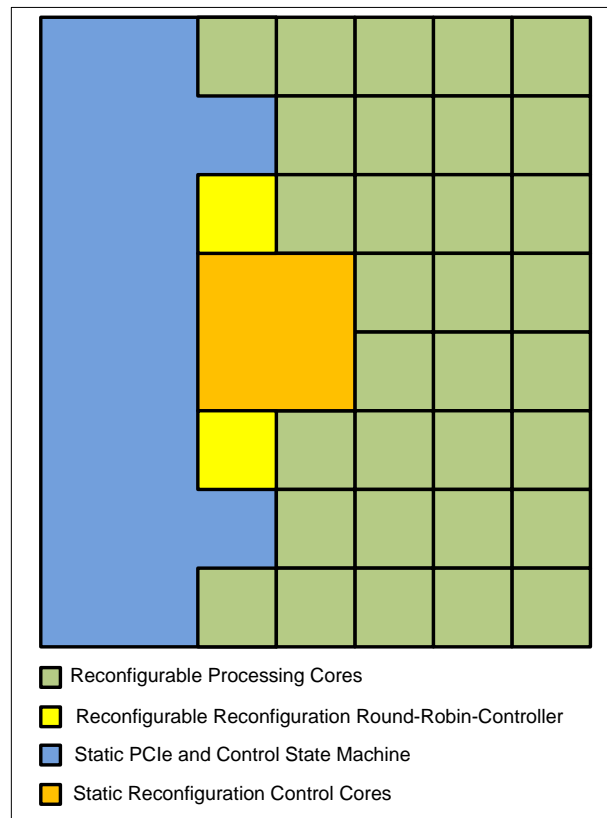 Reconfigurable Processing Cores
Reconfigurable Reconfiguration Round-Robin-Controller
Static PCIe and Control State Machine
Static Reconfiguration Control Cores